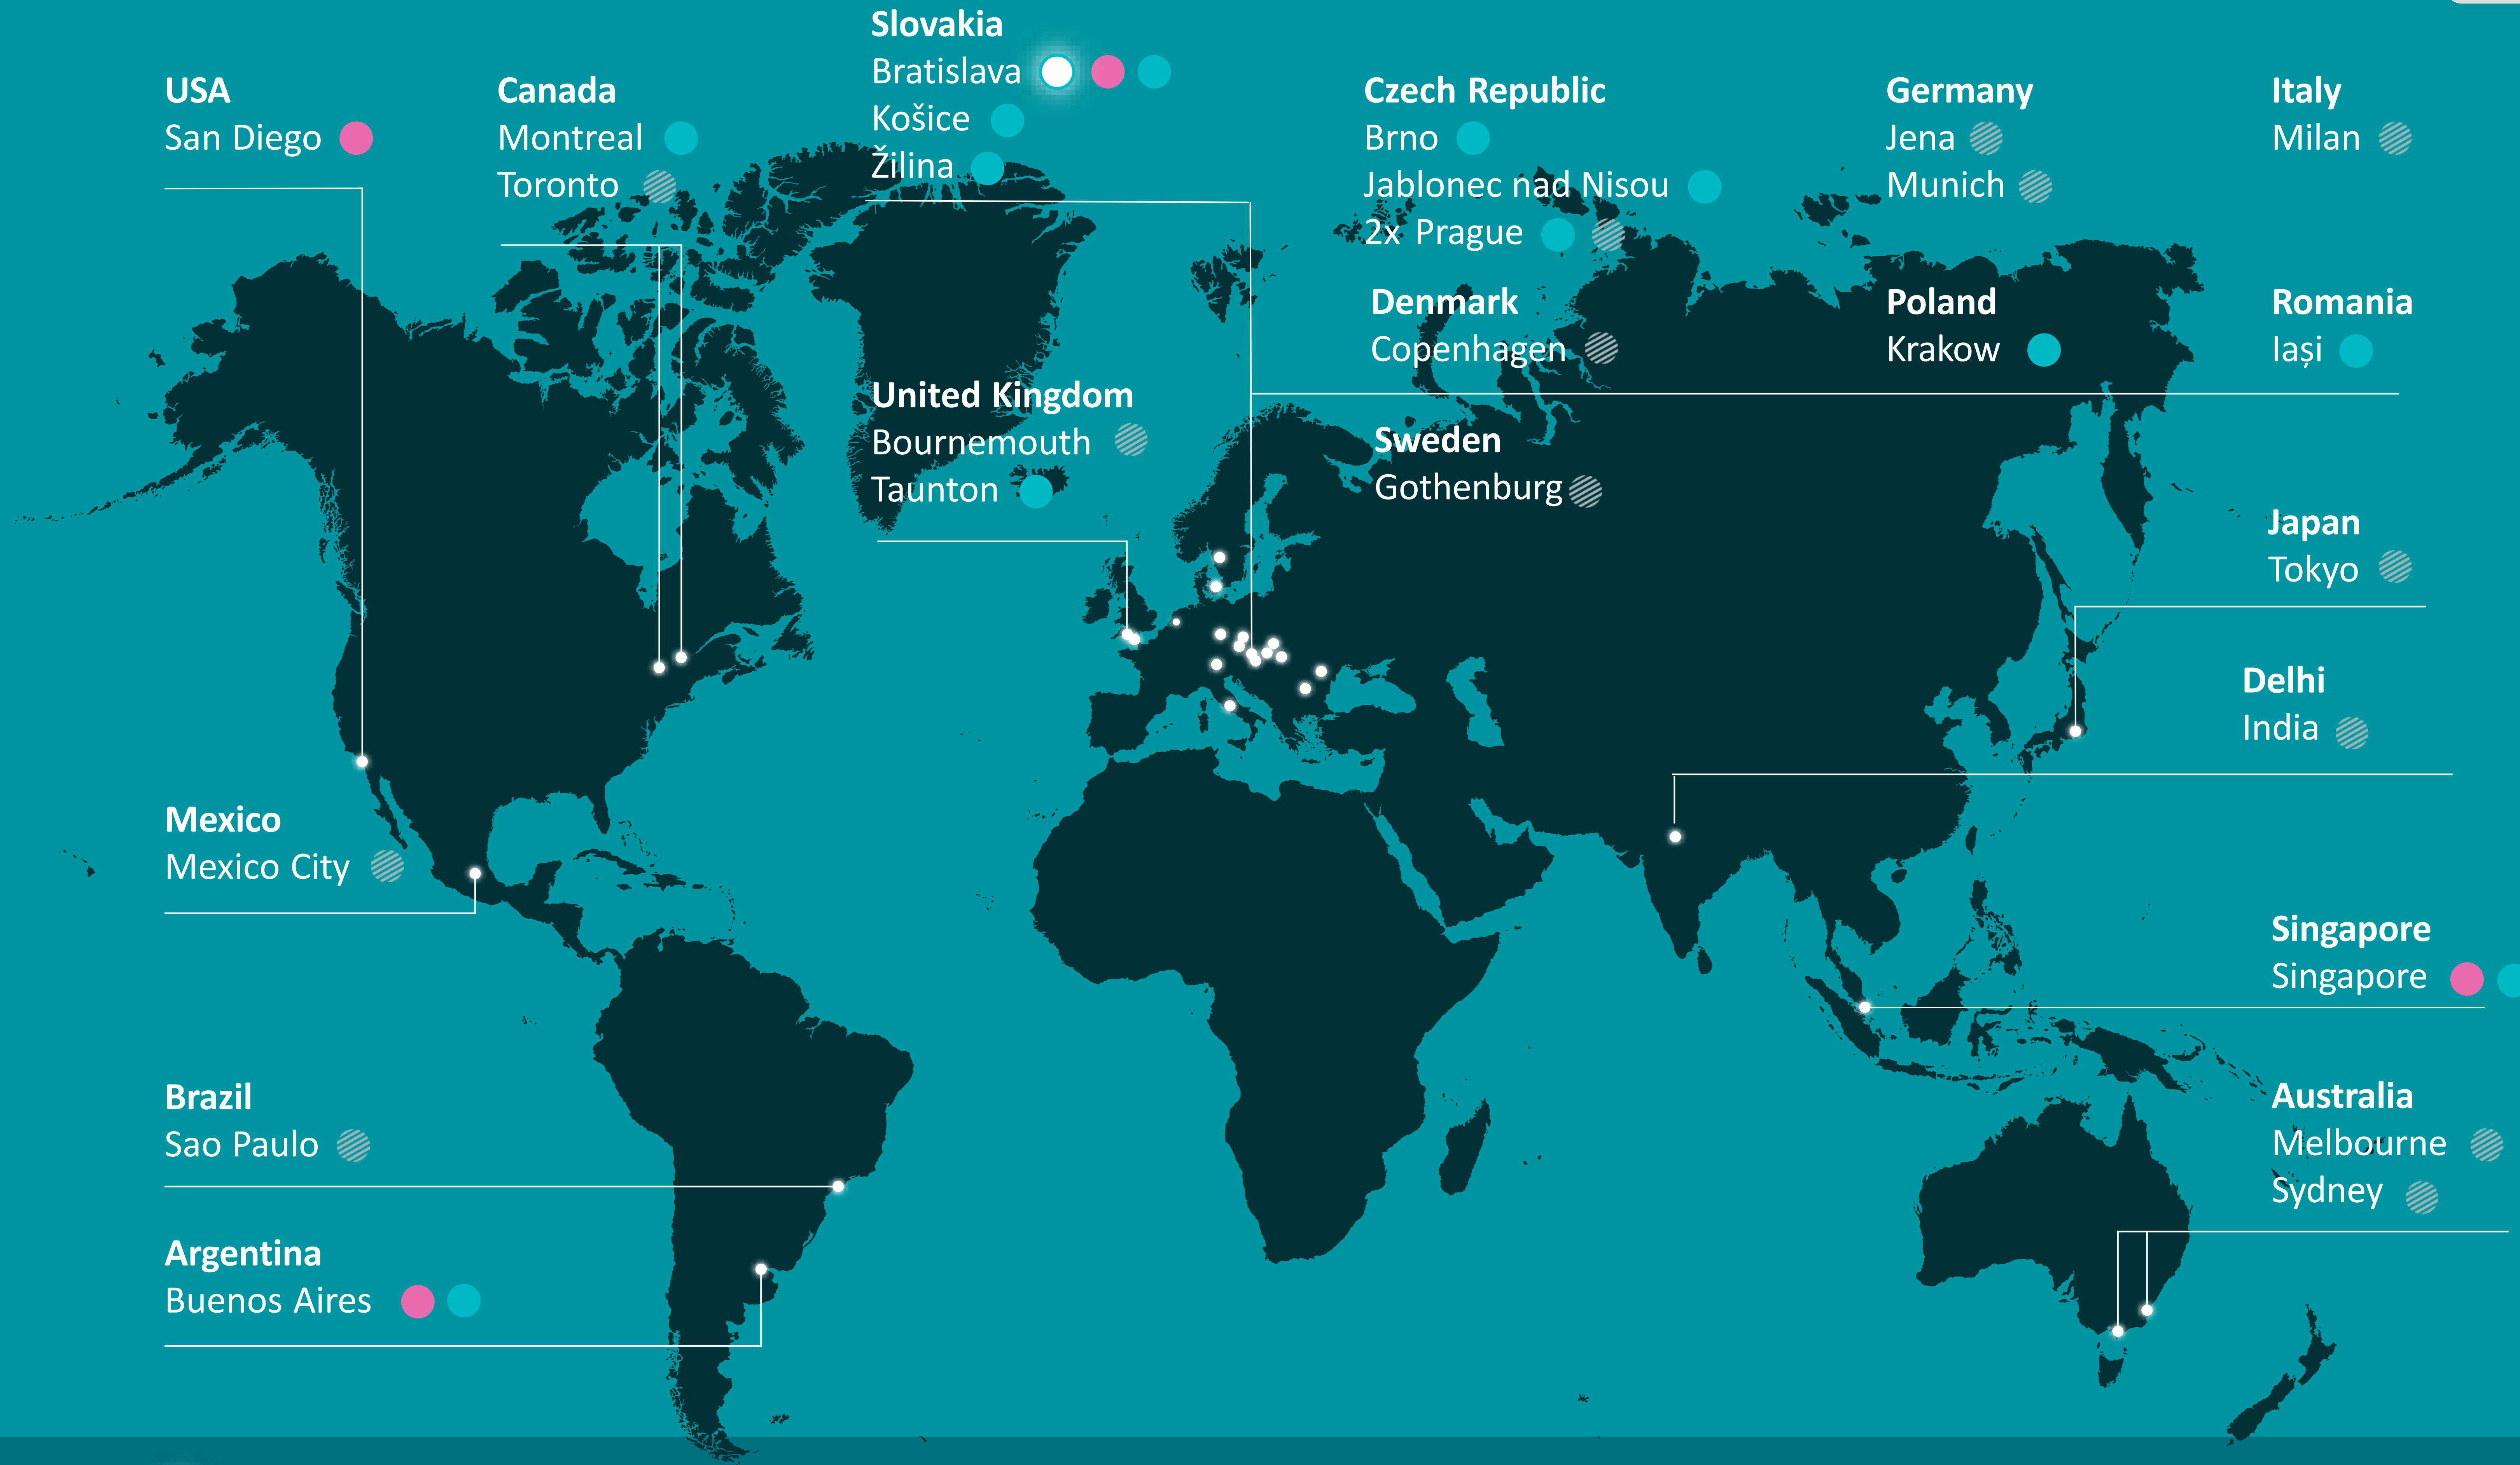 Slovakia
Bratislava
Košice
Žilina
USA
San Diego
Canada
Montreal
Toronto
Czech Republic
Brno
Jablonec nad Nisou
2x Prague
Germany
Jena
Munich
Italy
Milan
Denmark
Copenhagen
Poland
Krakow
Romania
Iași
United Kingdom
Bournemouth
Taunton
Sweden
Gothenburg
Japan
Tokyo
Delhi
India
Mexico
Mexico City
Singapore
Singapore
Brazil
Sao Paulo
Australia
Melbourne
Sydney
Argentina
Buenos Aires